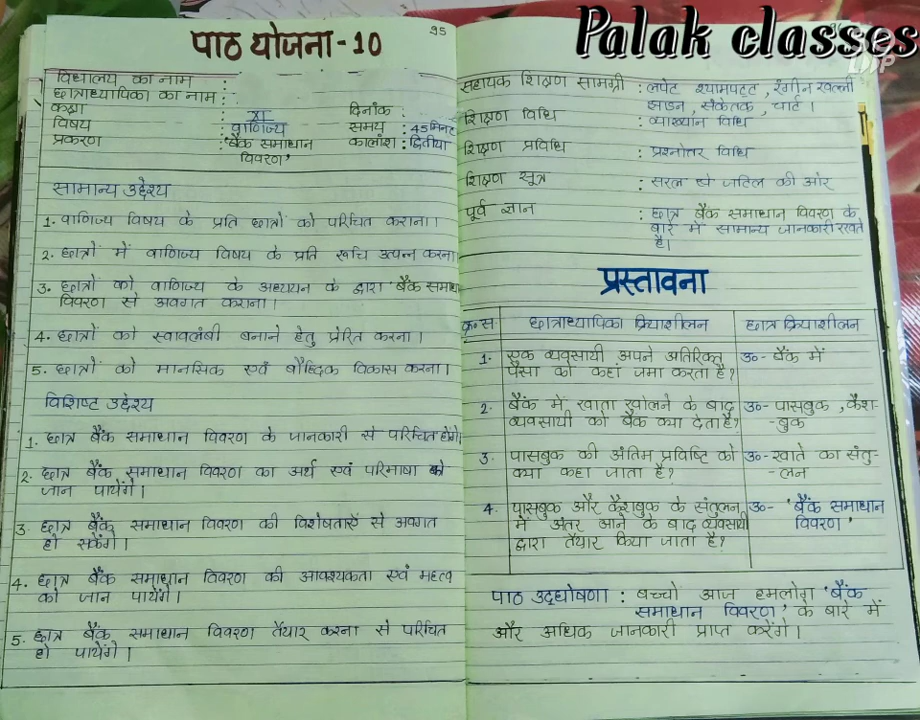 Palak classes
पाठ योजना-10
95
विद्यालय का नाम :
छात्राध्यापिका का नाम :
कक्षा : XI दिनांक :
विषय : वाणिज्य समय : 45 मिनट
प्रकरण : 'बैंक समाधान कालांश : द्वितीया
विवरण'
सामान्य उद्देश्य
1. वाणिज्य विषय के प्रति छात्रों को परिचित कराना।
2. छात्रों में वाणिज्य विषय के प्रति रुचि उत्पन्न करना
3. छात्रों को वाणिज्य के अध्ययन के द्वारा 'बैंक समाधा
विवरण से अवगत कराना।
4. छात्रों को स्वावलंबी बनाने हेतु प्रेरित करना।
5. छात्रों को मानसिक एवं बौद्धिक विकास करना।
विशिष्ट उद्देश्य
1. छात्र बैंक समाधान विवरण के जानकारी से परिचित होंगे।
2. छात्र बैंक समाधान विवरण का अर्थ एवं परिभाषा को
जान पायेंगे।
3. छात्र बैंक समाधान विवरण की विशेषताएँ से अवगत
हो सकेंगे।
4. छात्र बैंक समाधान विवरण की आवश्यकता एवं महत्व
को जान पायेंगे।
5. छात्र बैंक समाधान विवरण तैयार करना से परिचित
हो पायेंगे।
सहायक शिक्षण सामग्री : लपेट श्यामपट्ट, रंगीन खल्ली
झाडन, संकेतक, चार्ट।
शिक्षण विधि : व्याख्यान विधि
शिक्षण प्रविधि : प्रश्नोतर विधि
शिक्षण सूत्र : सरल से जटिल की ओर
पूर्व ज्ञान : छात्र बैंक समाधान विवरण के
बारे में सामान्य जानकारी रखते
है।
प्रस्तावना
क्र.स. छात्राध्यापिका क्रियाशीलन छात्र क्रियाशीलन
1. एक व्यवसायी अपने अतिरिक्त उ०- बैंक में
पैसा को कहां जमा करता है?
2. बैंक में खाता खोलने के बाद उ०- पासबुक, कैश-
व्यवसायी को बैंक क्या देता है? -बुक
3. पासबुक की अंतिम प्रविष्टि को उ०- खाते का संतु-
क्या कहा जाता है? -लन
4. पासबुक और कैशबुक के संतुलन उ०- 'बैंक समाधान
में अंतर आने के बाद व्यवसायी विवरण'
द्वारा तैयार किया जाता है?
पाठ उद्घोषणा : बच्चों आज हमलोग 'बैंक
समाधान विवरण' के बारे में
और अधिक जानकारी प्राप्त करेंगे।